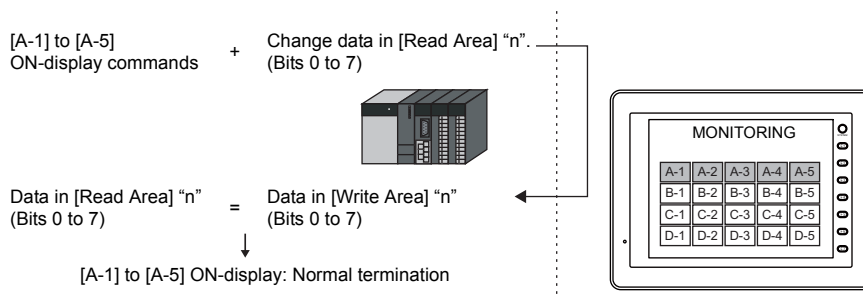 [A-1] to [A-5]
ON-display commands
+
Change data in [Read Area] “n”.
(Bits 0 to 7)
MONITORING
A-1 A-2 A-3 A-4 A-5
B-1 B-2 B-3 B-4 B-5
C-1 C-2 C-3 C-4 C-5
D-1 D-2 D-3 D-4 D-5
Data in [Read Area] “n”
(Bits 0 to 7)
=
Data in [Write Area] “n”
(Bits 0 to 7)
[A-1] to [A-5] ON-display: Normal termination